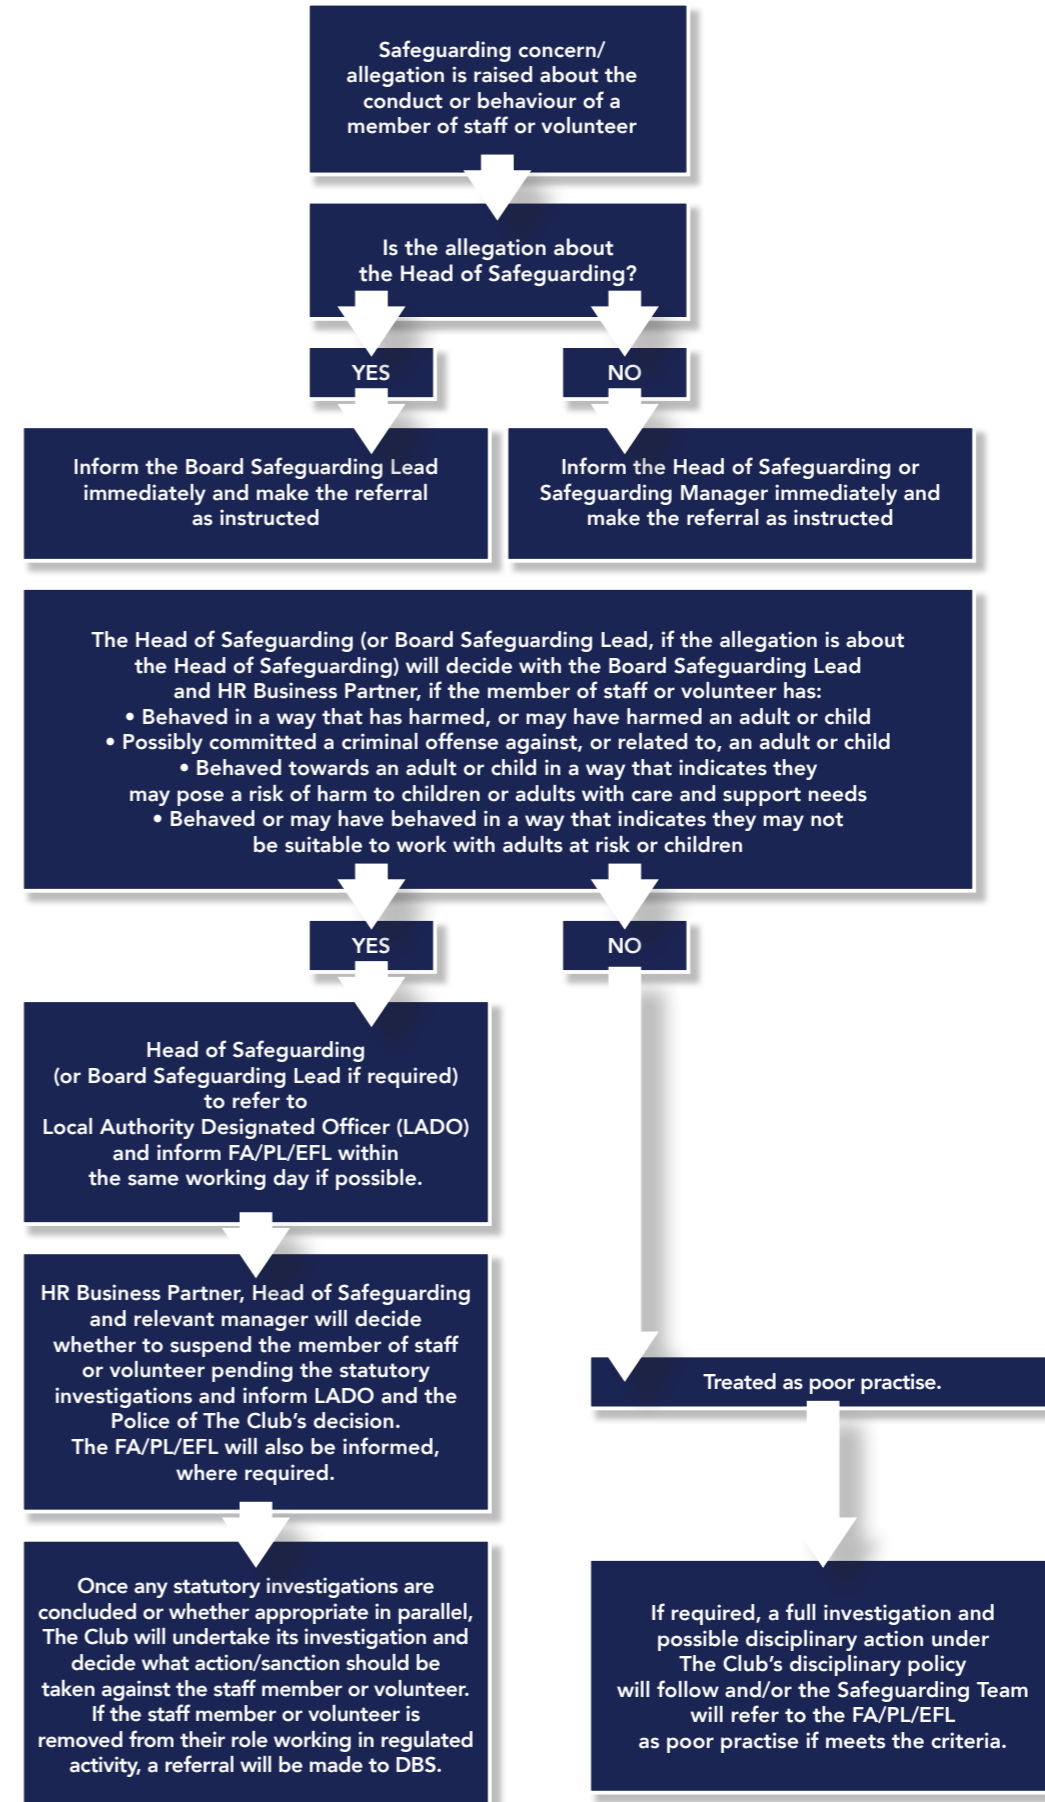 Safeguarding concern/
allegation is raised about the
conduct or behaviour of a
member of staff or volunteer
Is the allegation about
the Head of Safeguarding?
YES
NO
Inform the Board Safeguarding Lead
immediately and make the referral
as instructed
Inform the Head of Safeguarding or
Safeguarding Manager immediately and
make the referral as instructed
The Head of Safeguarding (or Board Safeguarding Lead, if the allegation is about
the Head of Safeguarding) will decide with the Board Safeguarding Lead
and HR Business Partner, if the member of staff or volunteer has:
• Behaved in a way that has harmed, or may have harmed an adult or child
• Possibly committed a criminal offense against, or related to, an adult or child
• Behaved towards an adult or child in a way that indicates they
may pose a risk of harm to children or adults with care and support needs
• Behaved or may have behaved in a way that indicates they may not
be suitable to work with adults at risk or children
YES
NO
Head of Safeguarding
(or Board Safeguarding Lead if required)
to refer to
Local Authority Designated Officer (LADO)
and inform FA/PL/EFL within
the same working day if possible.
HR Business Partner, Head of Safeguarding
and relevant manager will decide
whether to suspend the member of staff
or volunteer pending the statutory
investigations and inform LADO and the
Police of The Club's decision.
The FA/PL/EFL will also be informed,
where required.
Once any statutory investigations are
concluded or whether appropriate in parallel,
The Club will undertake its investigation and
decide what action/sanction should be
taken against the staff member or volunteer.
If the staff member or volunteer is
removed from their role working in regulated
activity, a referral will be made to DBS.
Treated as poor practise.
If required, a full investigation and
possible disciplinary action under
The Club's disciplinary policy
will follow and/or the Safeguarding Team
will refer to the FA/PL/EFL
as poor practise if meets the criteria.